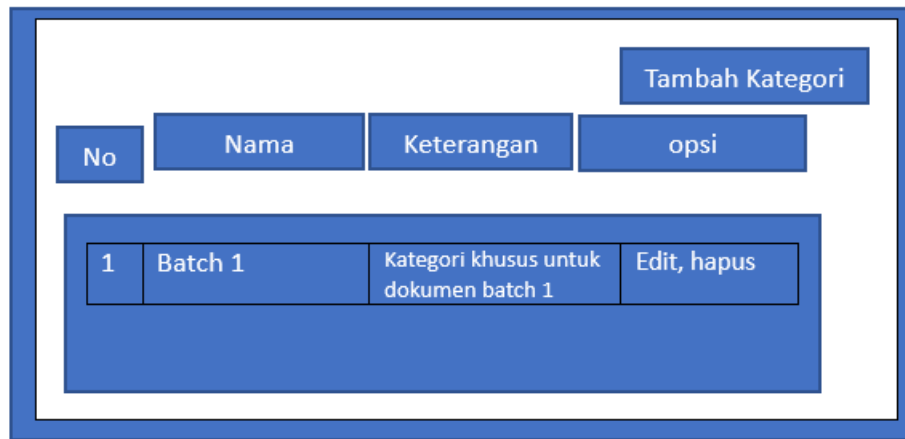 Tambah Kategori
No
Nama
Keterangan
opsi
1
Batch 1
Kategori khusus untuk
dokumen batch 1
Edit, hapus